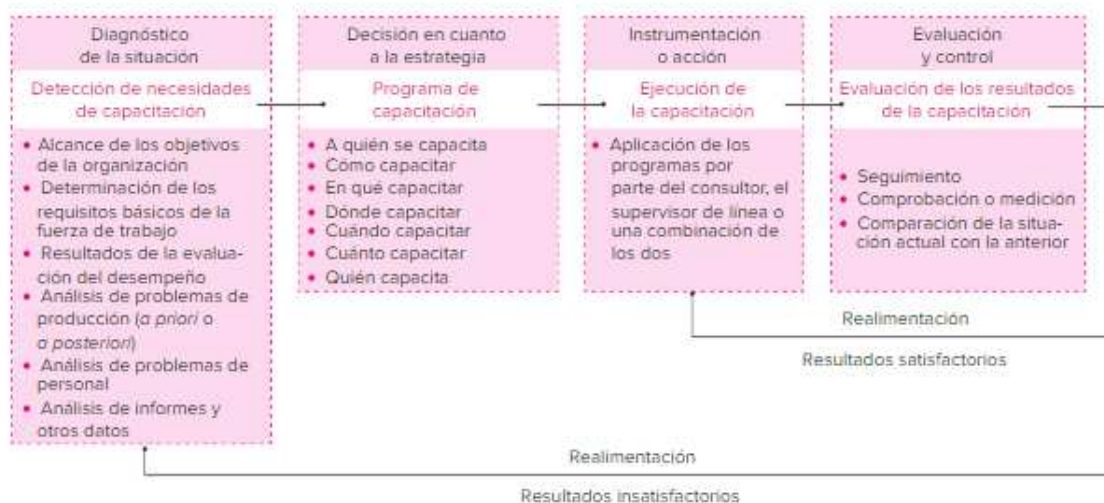 Diagnóstico
de la situación
Detección de necesidades
de capacitación
• Alcance de los objetivos
de la organización
• Determinación de los
requisitos básicos de la
fuerza de trabajo
• Resultados de la evalua-
ción del desempeño
• Análisis de problemas de
producción (a priori o
a posteriori)
• Análisis de problemas de
personal
• Análisis de informes y
otros datos
Decisión en cuanto
a la estrategia
Programa de
capacitación
• A quién se capacita
• Cómo capacitar
• En qué capacitar
• Dónde capacitar
• Cuándo capacitar
• Cuánto capacitar
• Quién capacita
Instrumentación
o acción
Ejecución de
la capacitación
• Aplicación de los
programas por
parte del consultor, el
supervisor de línea o
una combinación de
los dos
Evaluación
y control
Evaluación de los resultados
de la capacitación
• Seguimiento
• Comprobación o medición
• Comparación de la situa-
ción actual con la anterior
Realimentación
Resultados satisfactorios
Realimentación
Resultados insatisfactorios